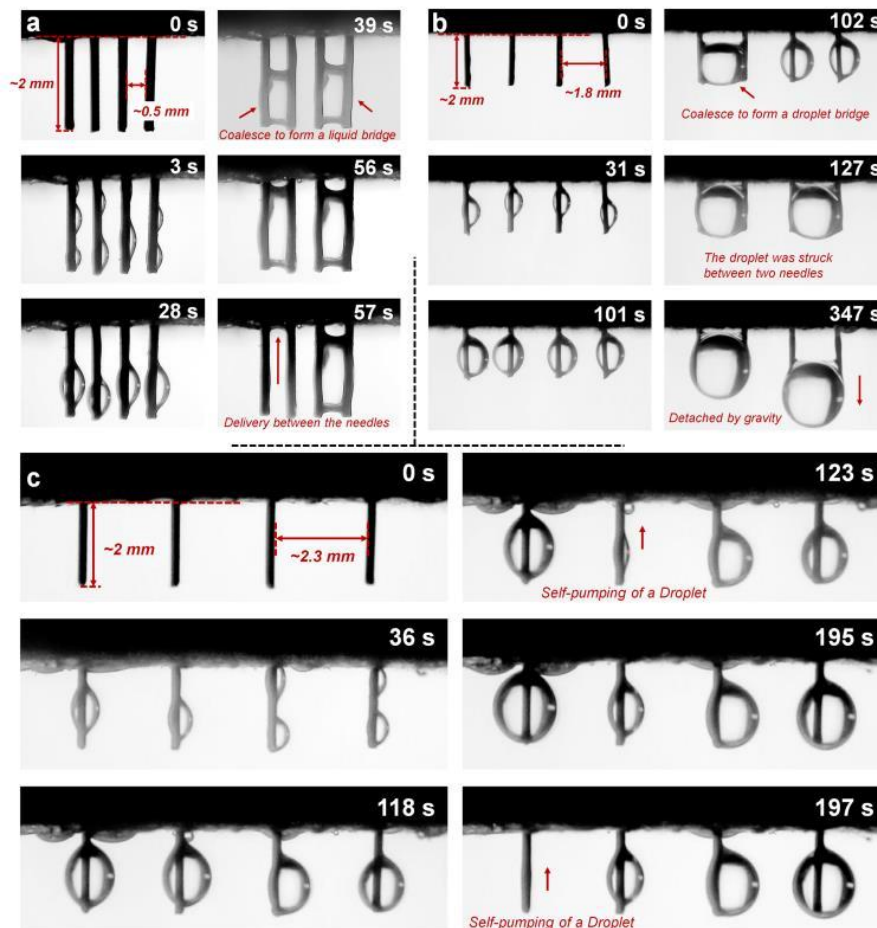 a
0 s
~2 mm
~0.5 mm
39 s
Coalesce to form a liquid bridge
3 s
56 s
28 s
57 s
Delivery between the needles
b
0 s
~2 mm
~1.8 mm
102 s
Coalesce to form a droplet bridge
31 s
127 s
The droplet was struck
between two needles
101 s
347 s
Detached by gravity
c
0 s
~2 mm
~2.3 mm
123 s
Self-pumping of a Droplet
36 s
195 s
118 s
197 s
Self-pumping of a Droplet